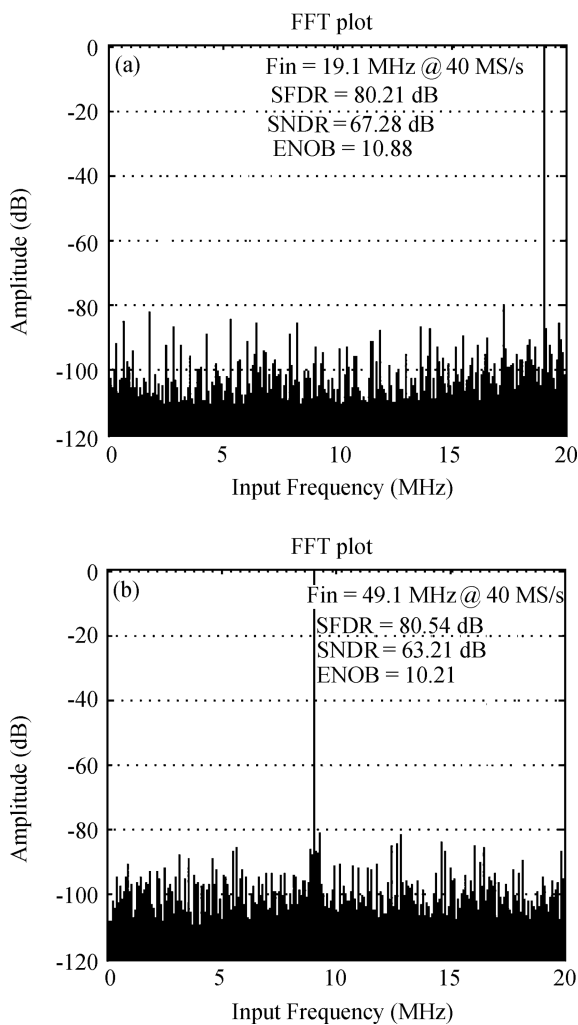 FFT plot
(a)
Fin = 19.1 MHz @ 40 MS/s
SFDR = 80.21 dB
SNDR = 67.28 dB
ENOB = 10.88
0
-20
-40
-60
-80
-100
-120
Amplitude (dB)
0 5 10 15 20
Input Frequency (MHz)
FFT plot
(b)
Fin = 49.1 MHz @ 40 MS/s
SFDR = 80.54 dB
SNDR = 63.21 dB
ENOB = 10.21
0
-20
-40
-60
-80
-100
-120
Amplitude (dB)
0 5 10 15 20
Input Frequency (MHz)